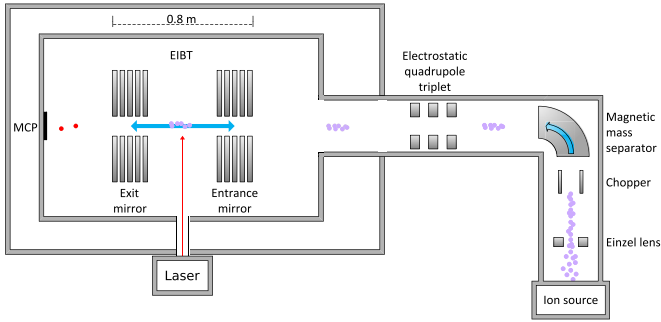 0.8 m
EIBT
Electrostatic
quadrupole
triplet
MCP
Magnetic
mass
separator
Chopper
Exit
mirror
Entrance
mirror
Einzel lens
Laser
Ion source